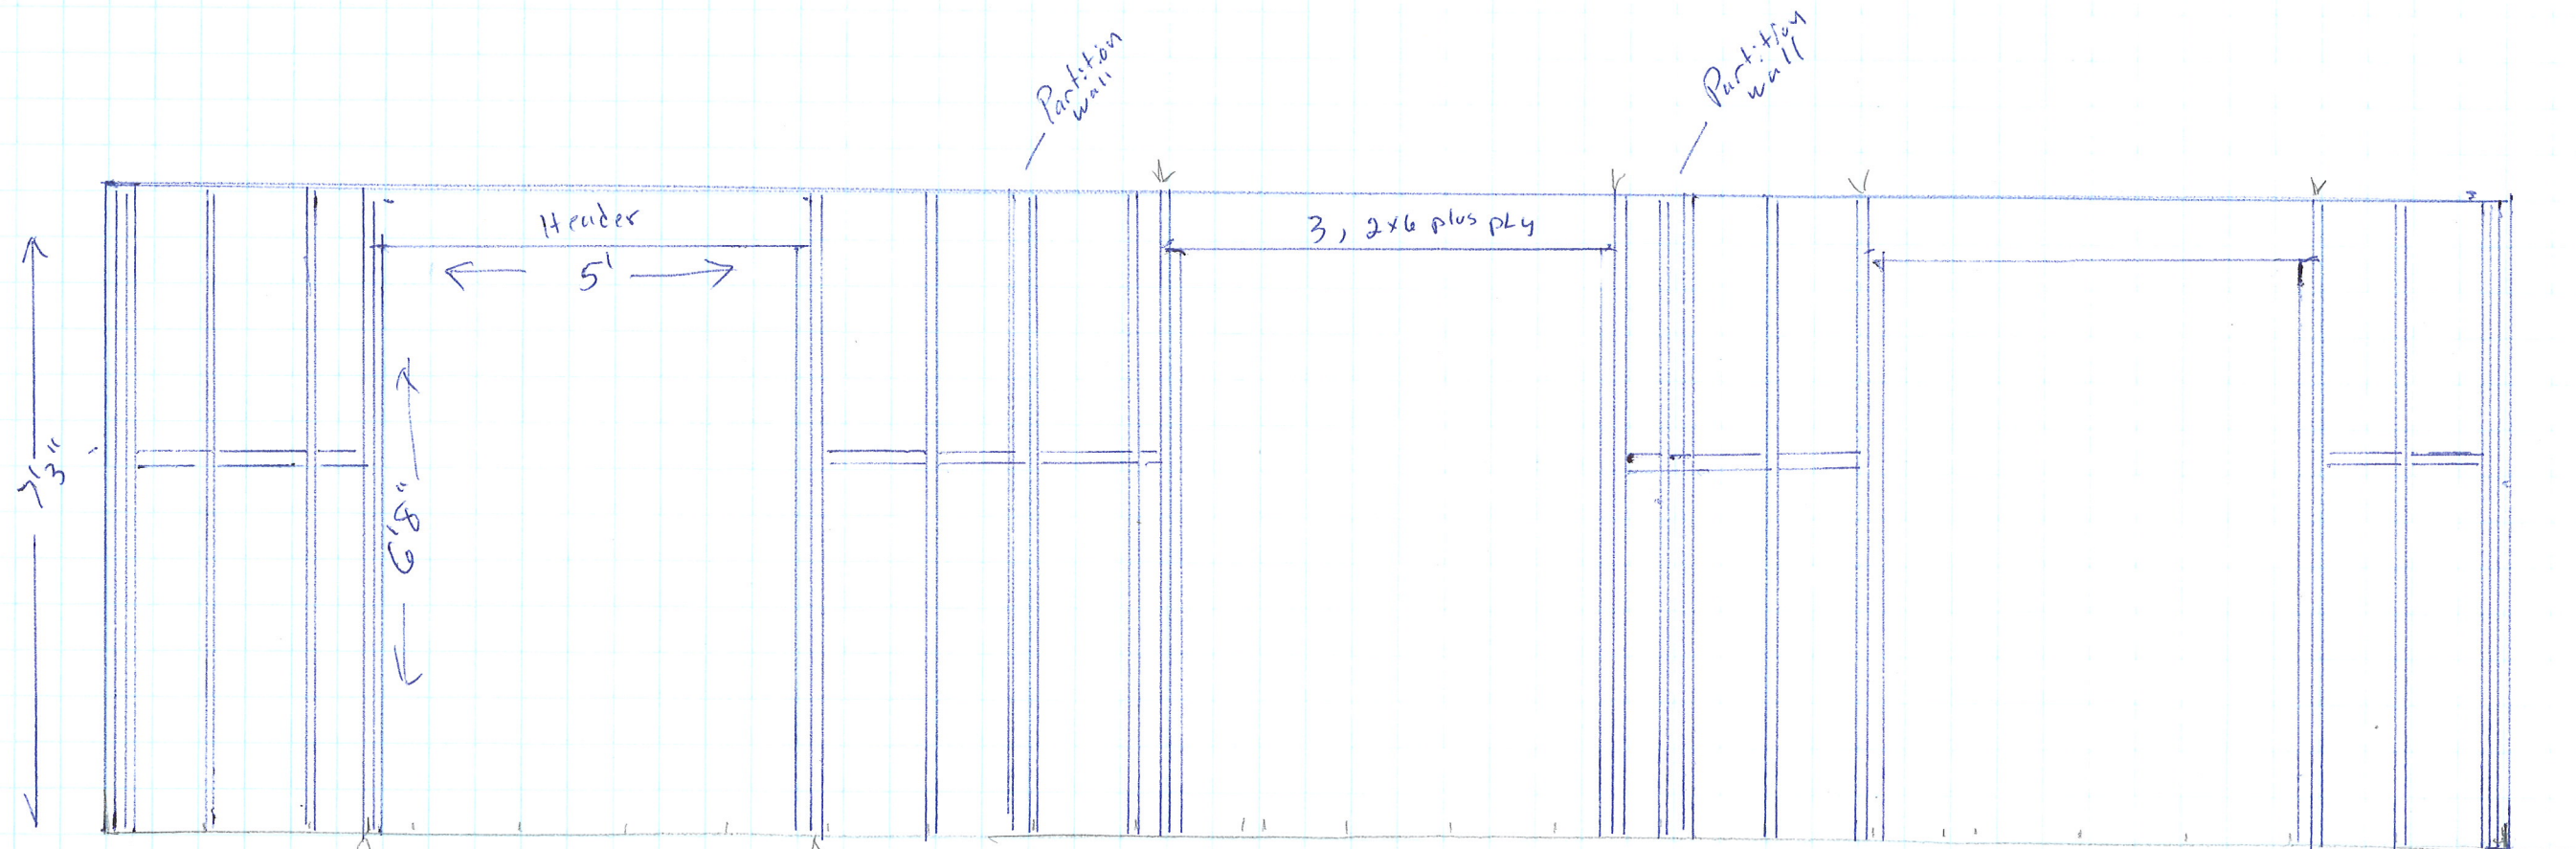 Partition
wall
Partition
wall
Header
3, 2x6 plus ply
5'
7'3"
6'8"